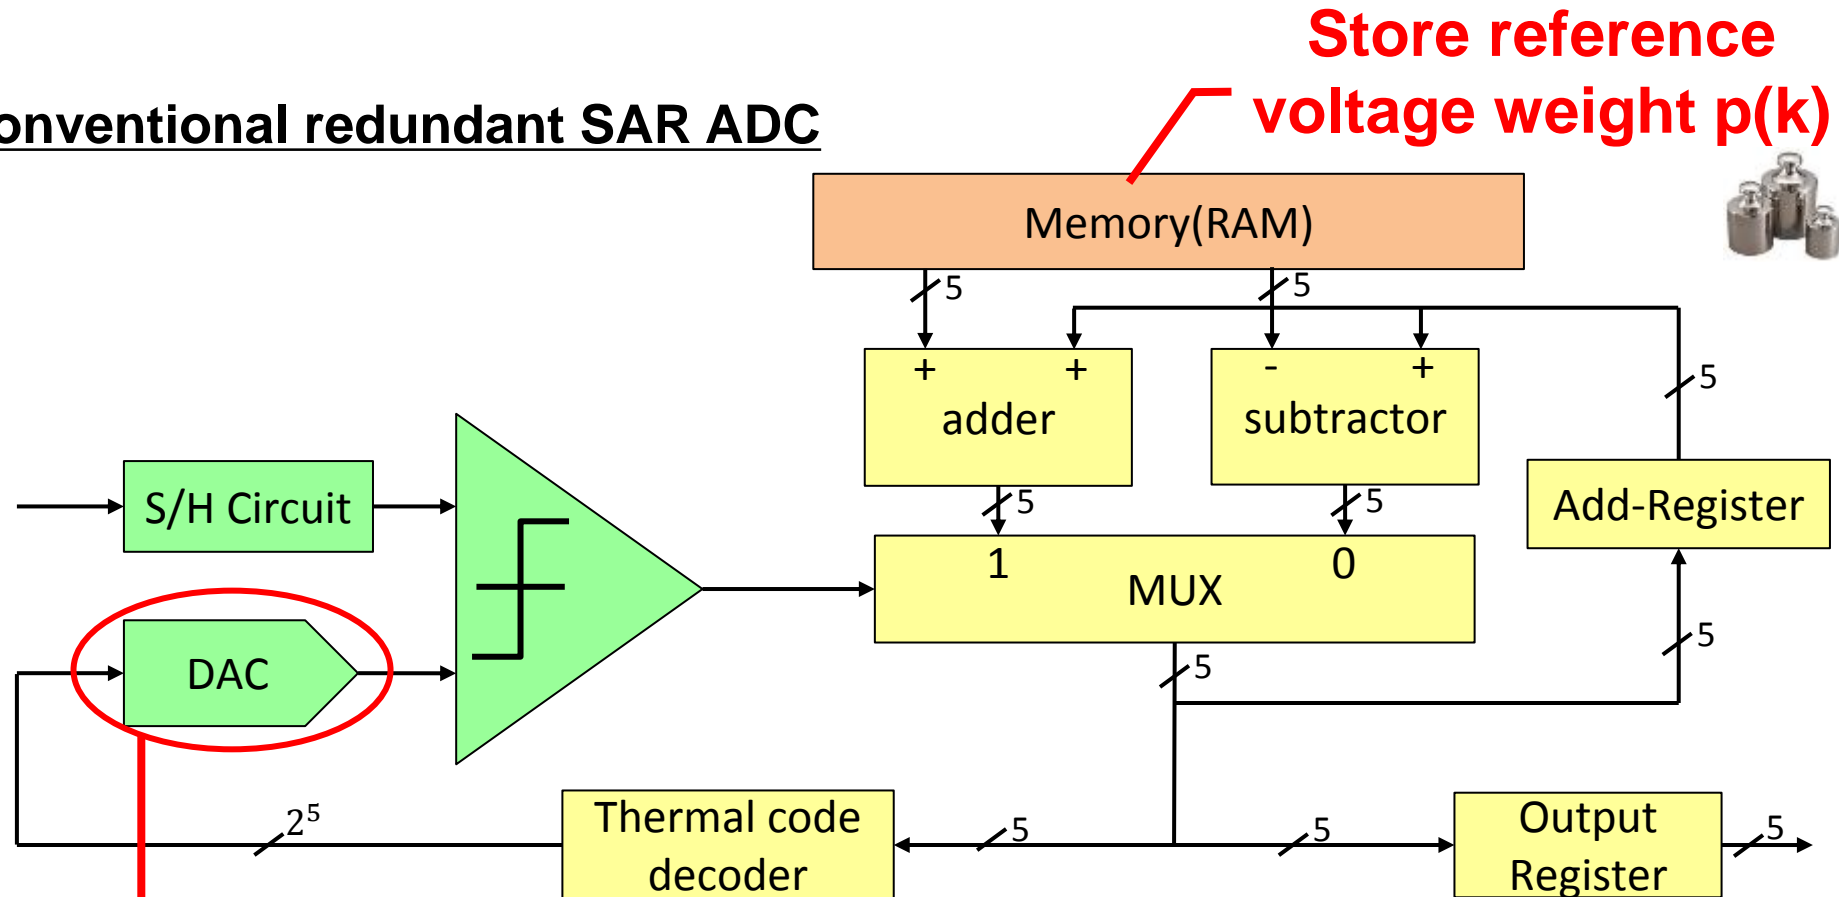 Store reference
voltage weight p(k)
onventional redundant SAR ADC
Memory(RAM)
5
5
+ +
adder
- +
subtractor
5
S/H Circuit
5
5
Add-Register
1
0
MUX
DAC
5
5
2⁵
Thermal code
decoder
5
5
Output
Register
5